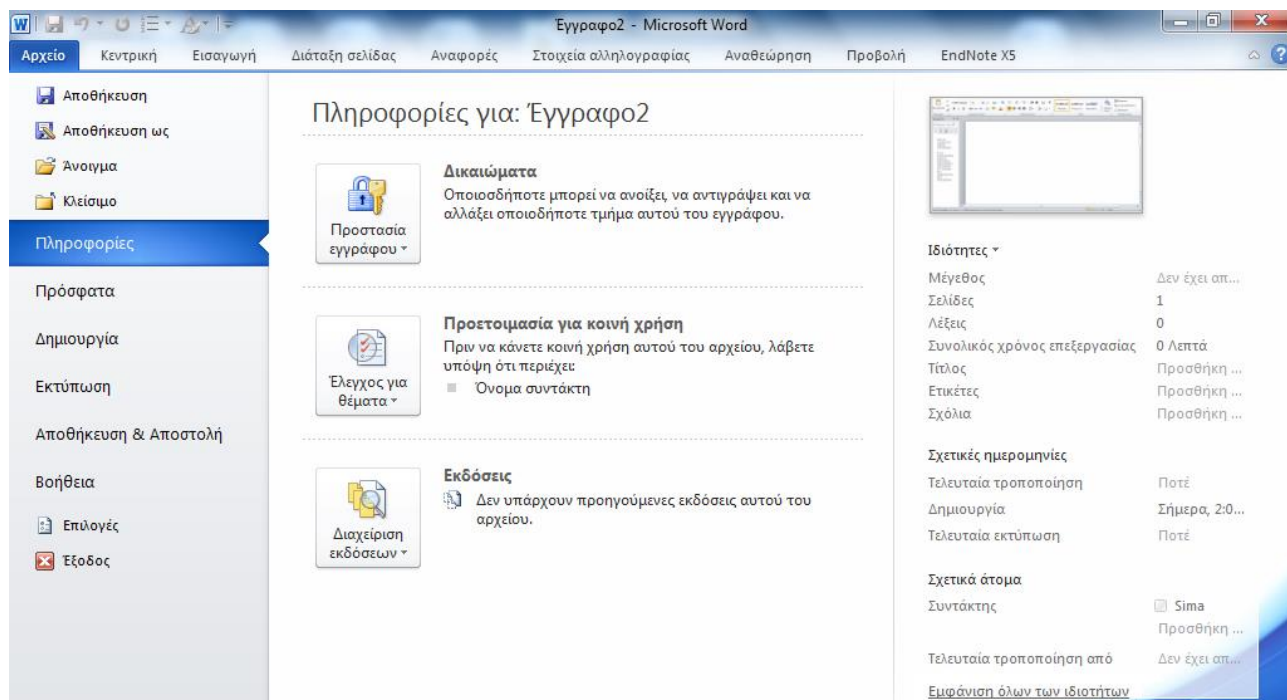 Έγγραφο2 - Microsoft Word
Αρχείο Κεντρική Εισαγωγή Διάταξη σελίδας Αναφορές Στοιχεία αλληλογραφίας Αναθεώρηση Προβολή EndNote X5
Αποθήκευση
Αποθήκευση ως
Άνοιγμα
Κλείσιμο
Πληροφορίες
Πρόσφατα
Δημιουργία
Εκτύπωση
Αποθήκευση & Αποστολή
Βοήθεια
Επιλογές
Έξοδος
Πληροφορίες για: Έγγραφο2
Προστασία
εγγράφου
Δικαιώματα
Οποιοσδήποτε μπορεί να ανοίξει, να αντιγράψει και να
αλλάξει οποιοδήποτε τμήμα αυτού του εγγράφου.
Έλεγχος για
θέματα
Προετοιμασία για κοινή χρήση
Πριν να κάνετε κοινή χρήση αυτού του αρχείου, λάβετε
υπόψη ότι περιέχει:
Όνομα συντάκτη
Διαχείριση
εκδόσεων
Εκδόσεις
Δεν υπάρχουν προηγούμενες εκδόσεις αυτού του
αρχείου.
Ιδιότητες
Μέγεθος Δεν έχει απ...
Σελίδες 1
Λέξεις 0
Συνολικός χρόνος επεξεργασίας 0 Λεπτά
Τίτλος Προσθήκη ...
Ετικέτες Προσθήκη ...
Σχόλια Προσθήκη ...
Σχετικές ημερομηνίες
Τελευταία τροποποίηση Ποτέ
Δημιουργία Σήμερα, 2:0...
Τελευταία εκτύπωση Ποτέ
Σχετικά άτομα
Συντάκτης Sima
Προσθήκη ...
Τελευταία τροποποίηση από Δεν έχει απ...
Εμφάνιση όλων των ιδιοτήτων